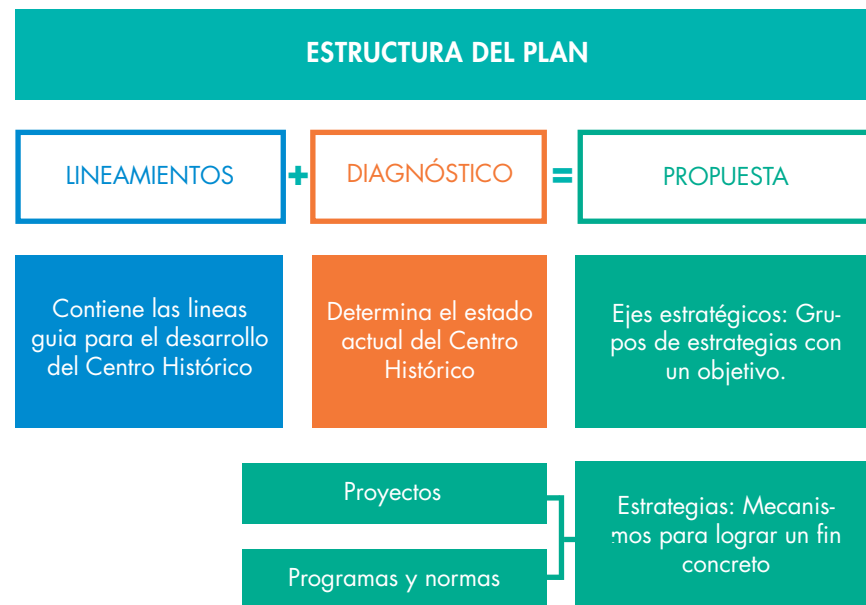 ESTRUCTURA DEL PLAN
LINEAMIENTOS
+
DIAGNÓSTICO
=
PROPUESTA
Contiene las lineas
guia para el desarrollo
del Centro Histórico
Determina el estado
actual del Centro
Histórico
Ejes estratégicos: Gru-
pos de estrategias con
un objetivo.
Proyectos
Programas y normas
Estrategias: Mecanis-
mos para lograr un fin
concreto